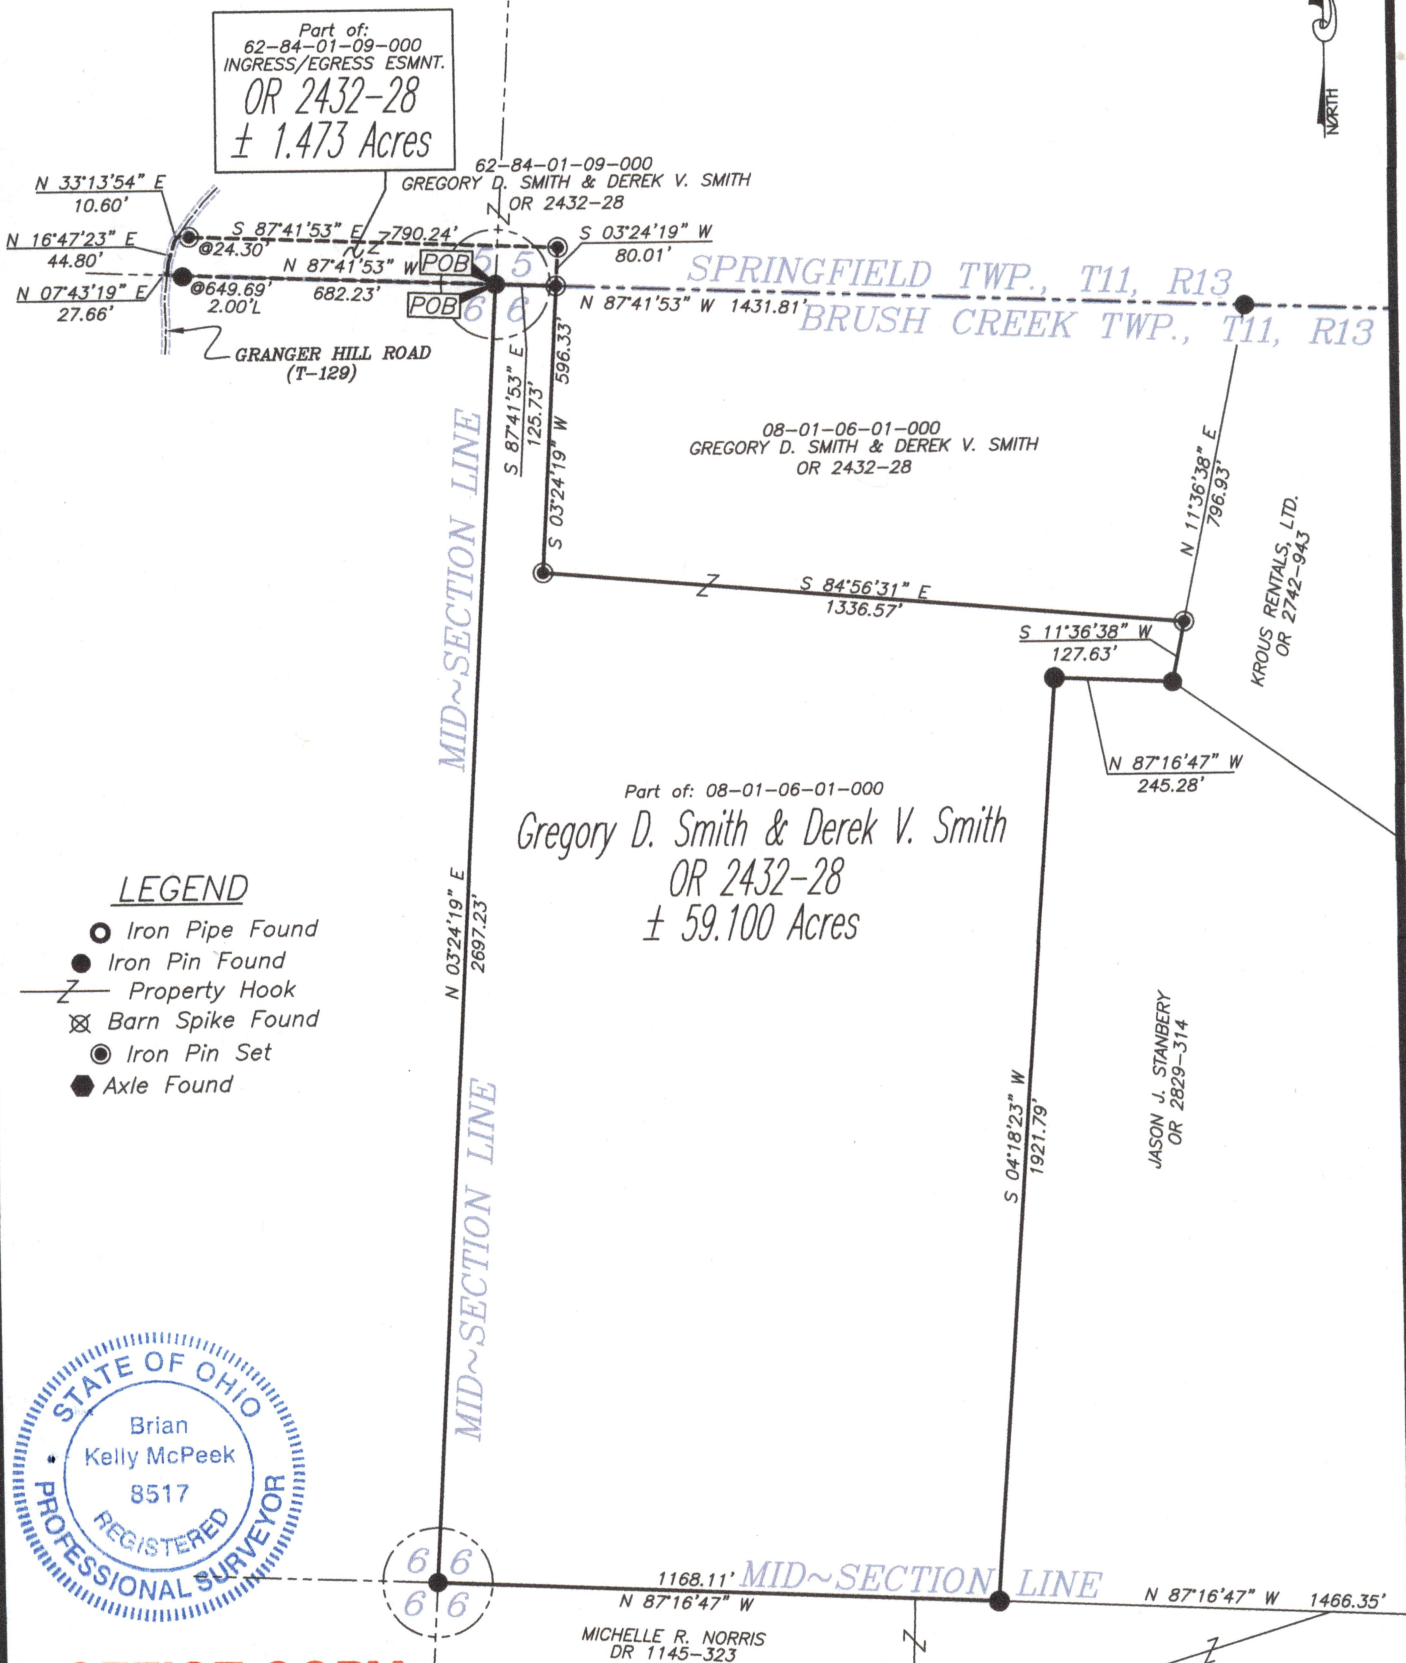 Part of:
62-84-01-09-000
INGRESS/EGRESS ESMNT.
OR 2432-28
± 1.473 Acres
NORTH
62-84-01-09-000
GREGORY D. SMITH & DEREK V. SMITH
OR 2432-28
N 33°13'54" E
10.60'
N 16°47'23" E
44.80'
N 07°43'19" E
27.66'
S 87°41'53" E
790.24'
@24.30'
N 87°41'53" W
682.23'
@649.69'
2.00'L
POB
POB
5 5
6 6
S 03°24'19" W
80.01'
SPRINGFIELD TWP., T11, R13
N 87°41'53" W 1431.81'
BRUSH CREEK TWP., T11, R13
GRANGER HILL ROAD
(T-129)
S 87°41'53" E
125.73'
S 03°24'19" W 596.33'
08-01-06-01-000
GREGORY D. SMITH & DEREK V. SMITH
OR 2432-28
N 11°36'38" E
796.93'
KROUS RENTALS, LTD.
OR 2742-943
MID~SECTION LINE
S 84°56'31" E
1336.57'
S 11°36'38" W
127.63'
N 87°16'47" W
245.28'
Part of: 08-01-06-01-000
Gregory D. Smith & Derek V. Smith
OR 2432-28
± 59.100 Acres
N 03°24'19" E
2697.23'
LEGEND
Iron Pipe Found
Iron Pin Found
Property Hook
Barn Spike Found
Iron Pin Set
Axle Found
S 04°18'23" W
1921.79'
JASON J. STANBERY
OR 2829-314
MID~SECTION LINE
STATE OF OHIO
Brian
Kelly McPeek
8517
REGISTERED
PROFESSIONAL SURVEYOR
6 6
6 6
1168.11'
N 87°16'47" W
MID~SECTION LINE
N 87°16'47" W 1466.35'
MICHELLE R. NORRIS
DR 1145-323
OFFICE COPY